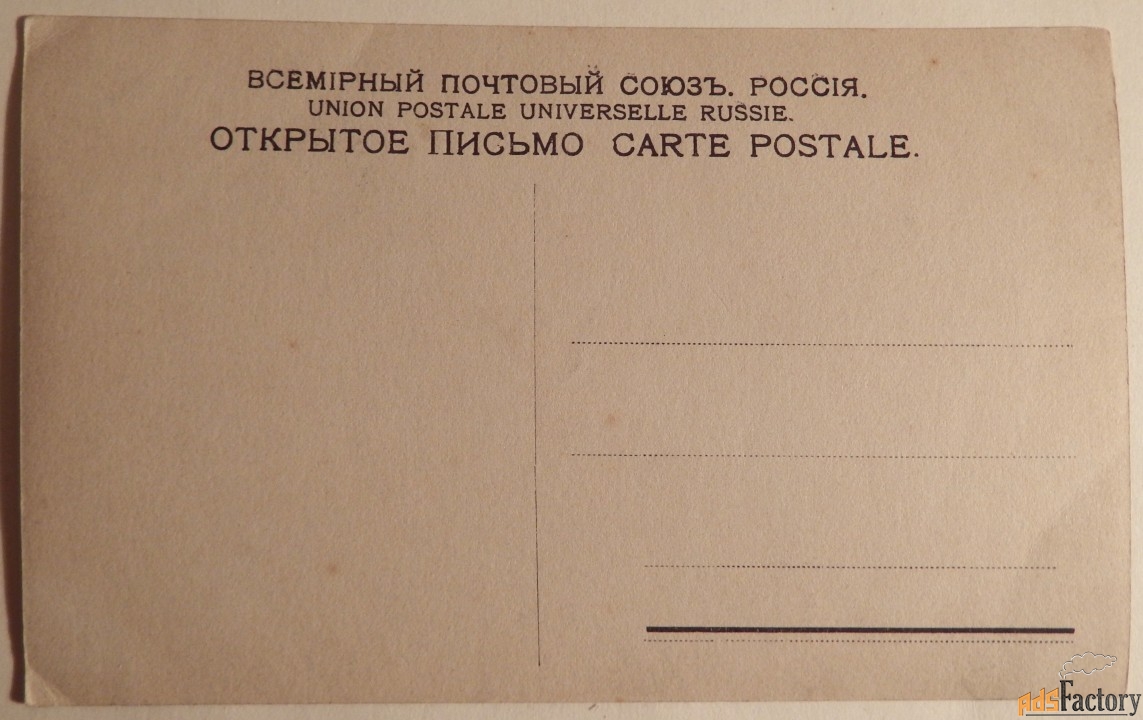 ВСЕМІРНЫЙ ПОЧТОВЫЙ СОЮЗЪ. РОССІЯ.
UNION POSTALE UNIVERSELLE RUSSIE.
ОТКРЫТОЕ ПИСЬМО CARTE POSTALE.
AdsFactory